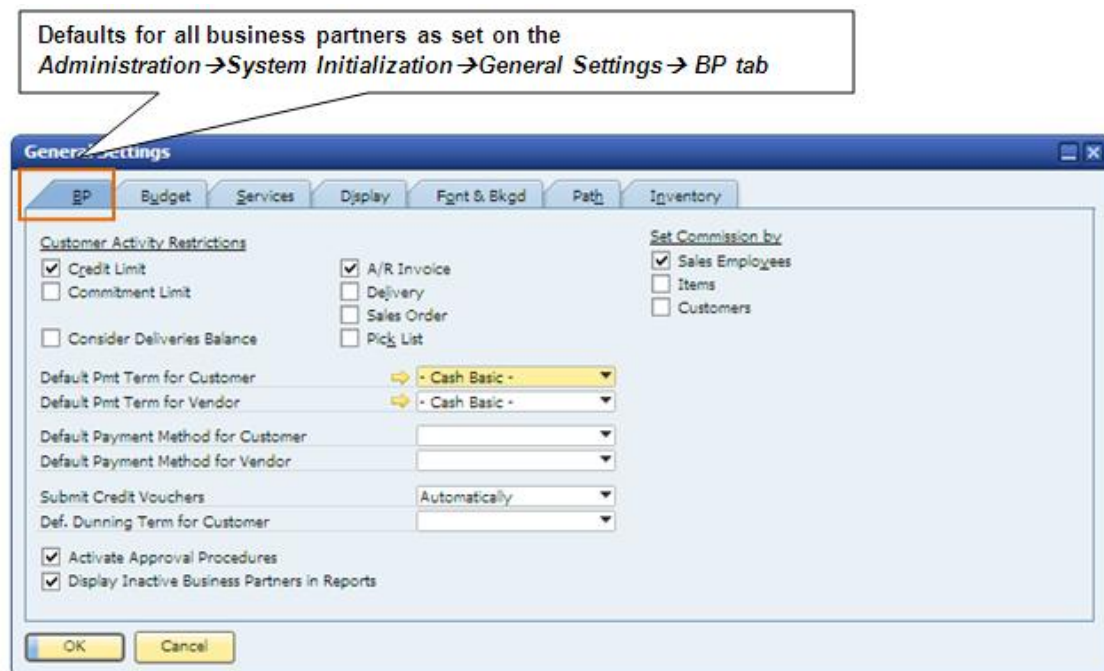 Defaults for all business partners as set on the
Administration→System Initialization→General Settings→ BP tab
General Settings
BP Budget Services Display Font & Bkgd Path Inventory
Customer Activity Restrictions Set Commission by
Credit Limit A/R Invoice Sales Employees
Commitment Limit Delivery Items
Sales Order Customers
Consider Deliveries Balance Pick List
Default Pmt Term for Customer - Cash Basic -
Default Pmt Term for Vendor - Cash Basic -
Default Payment Method for Customer
Default Payment Method for Vendor
Submit Credit Vouchers Automatically
Def. Dunning Term for Customer
Activate Approval Procedures
Display Inactive Business Partners in Reports
OK Cancel